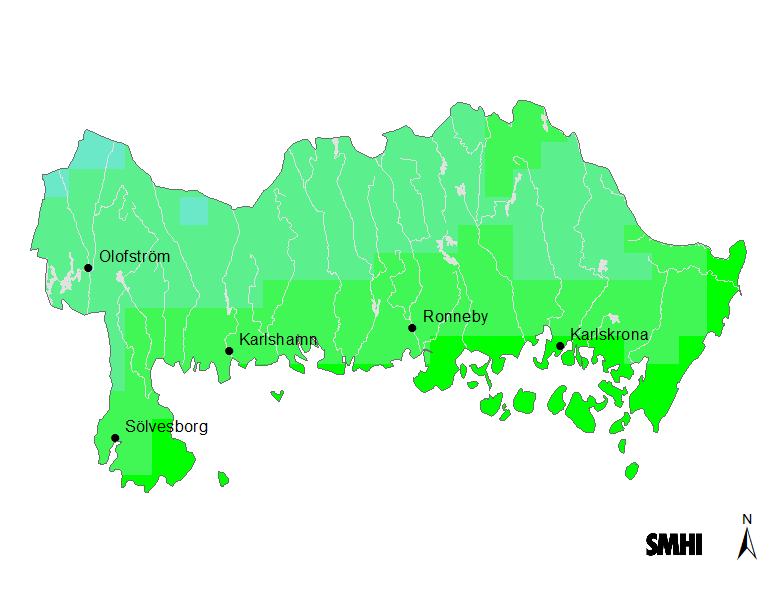 Olofström
Ronneby
Karlshamn
Karlskrona
Sölvesborg
N
SMHI